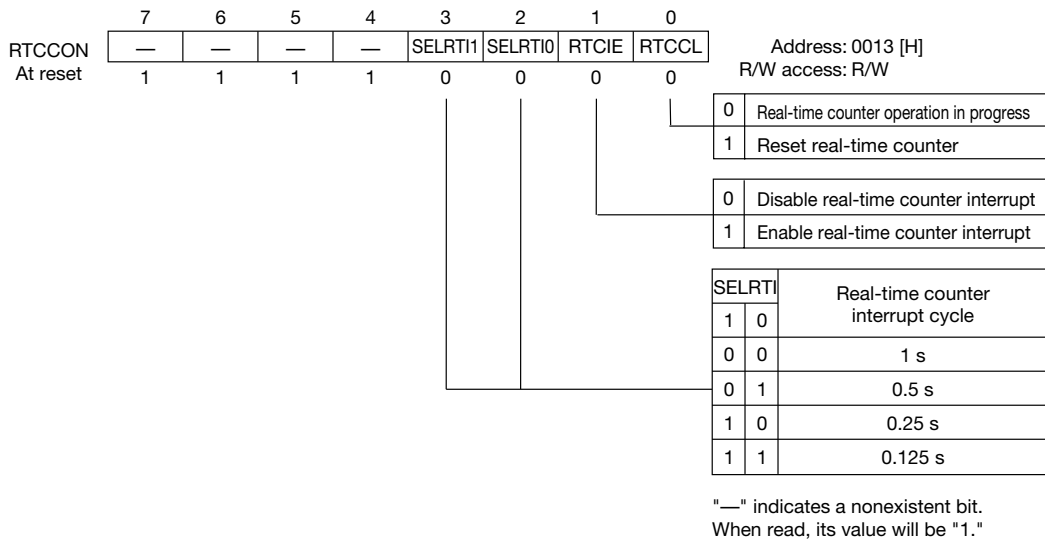 7 6 5 4 3 2 1 0
RTCCON — — — — SELRTI1 SELRTI0 RTCIE RTCCL Address: 0013 [H]
At reset 1 1 1 1 0 0 0 0 R/W access: R/W
0 Real-time counter operation in progress
1 Reset real-time counter
0 Disable real-time counter interrupt
1 Enable real-time counter interrupt
SELRTI Real-time counter
1 0 interrupt cycle
0 0 1 s
0 1 0.5 s
1 0 0.25 s
1 1 0.125 s
"—" indicates a nonexistent bit.
When read, its value will be "1."